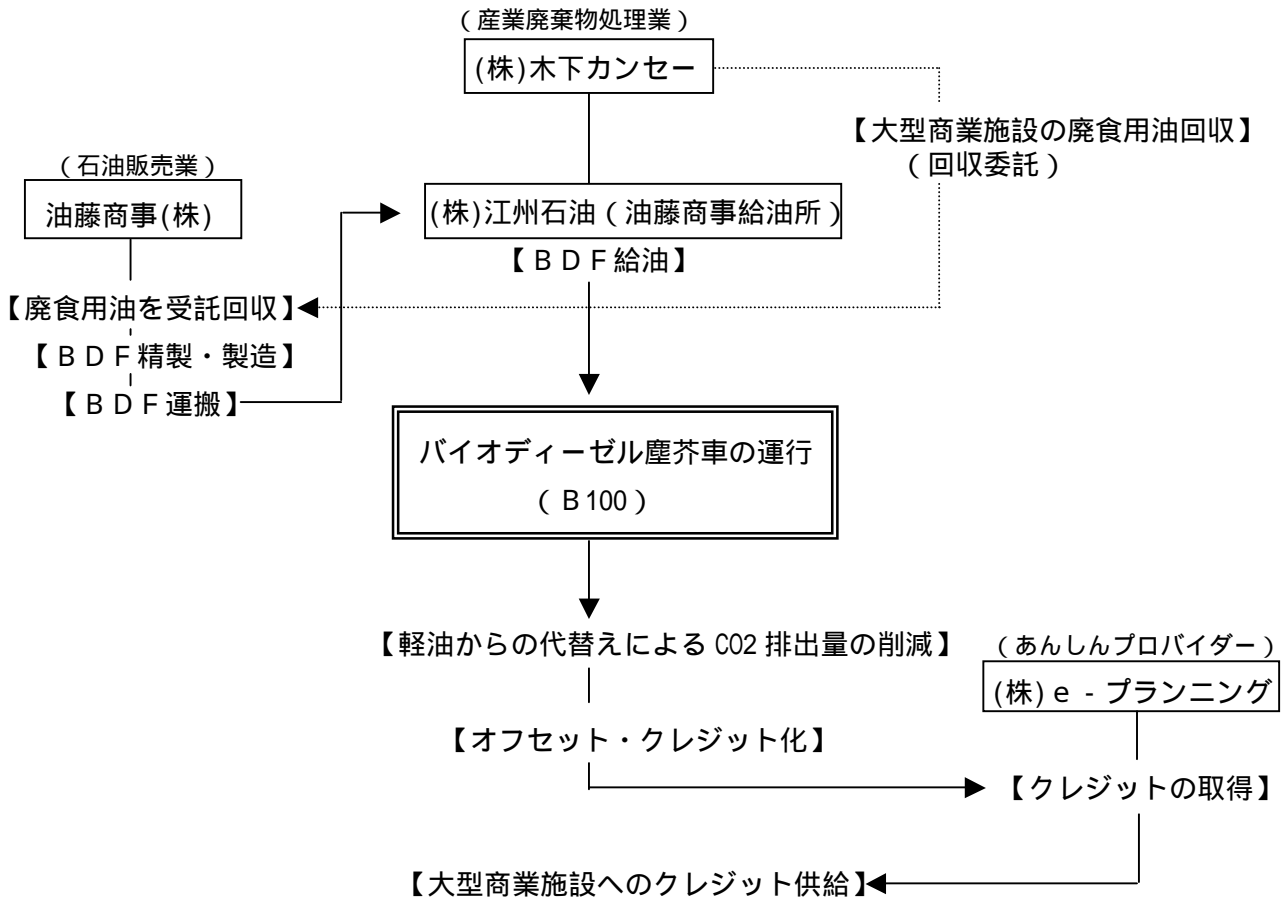 （産業廃棄物処理業）
(株)木下カンセー
【大型商業施設の廃食用油回収】
（回収委託）
（石油販売業）
油藤商事(株)
(株)江州石油（油藤商事給油所）
【ＢＤＦ給油】
【廃食用油を受託回収】
【ＢＤＦ精製・製造】
【ＢＤＦ運搬】
バイオディーゼル塵芥車の運行
（Ｂ100）
【軽油からの代替えによる CO2 排出量の削減】
（あんしんプロバイダー）
(株)ｅ‐プランニング
【オフセット・クレジット化】
【クレジットの取得】
【大型商業施設へのクレジット供給】